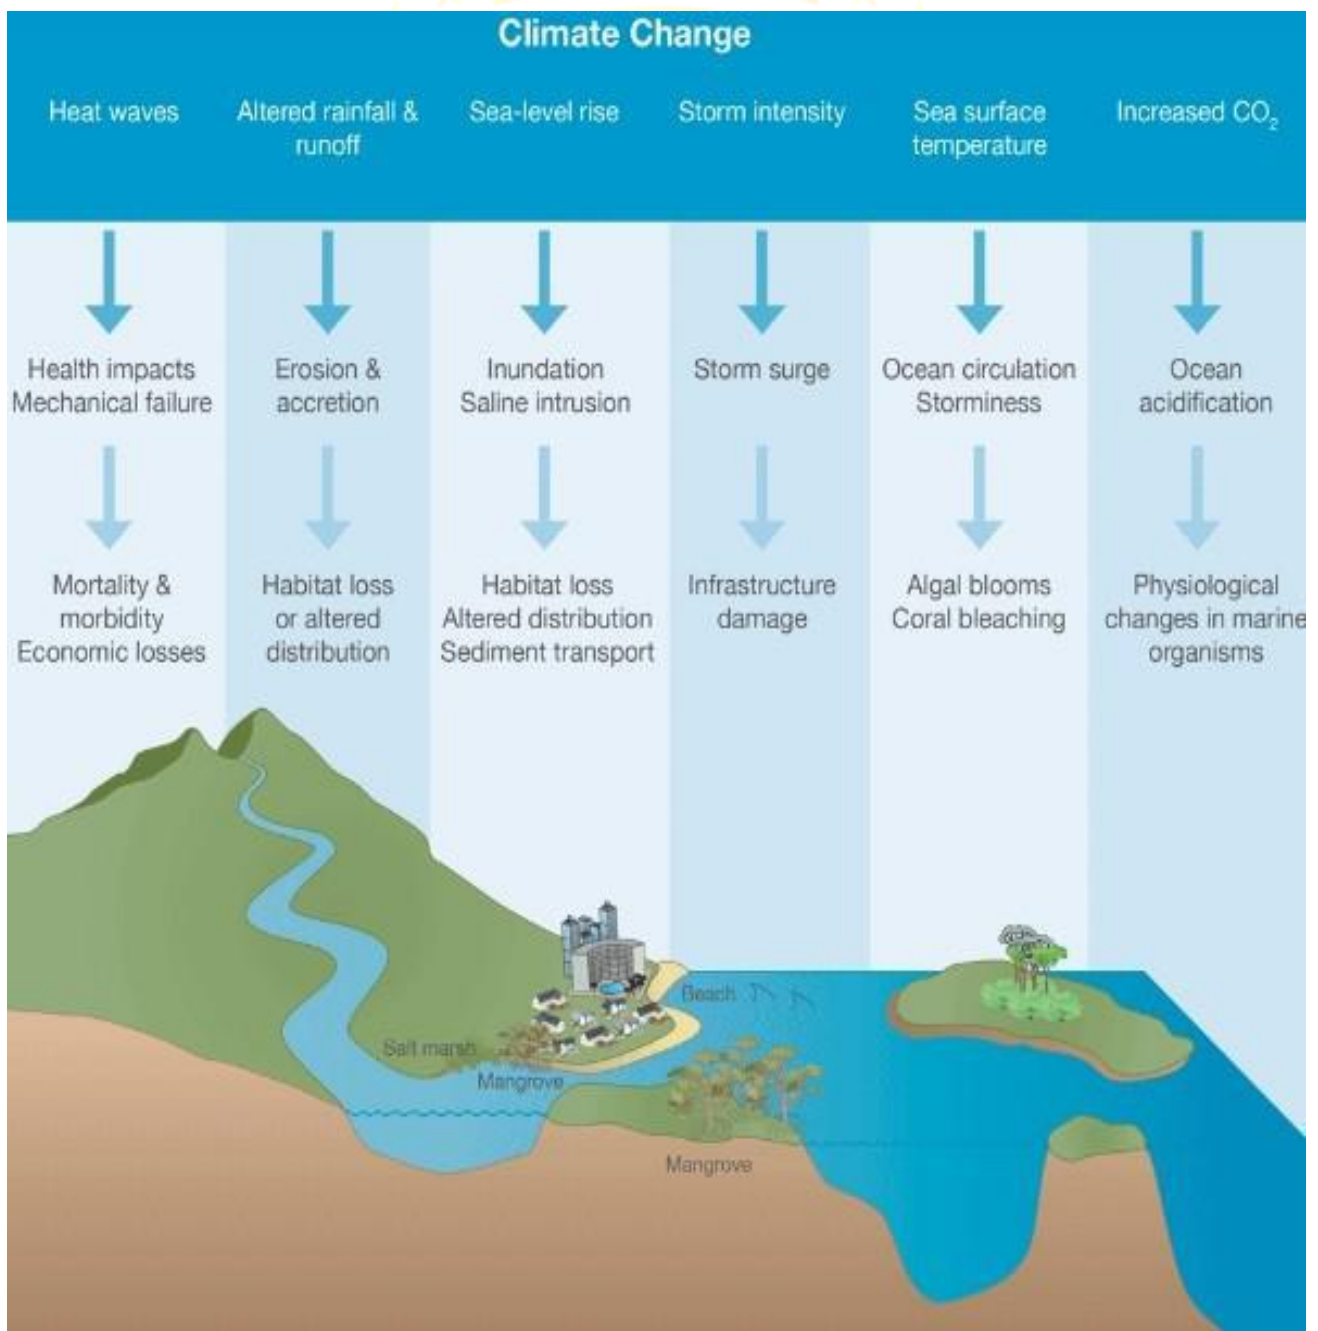 Climate Change
Heat waves
Altered rainfall &
runoff
Sea-level rise
Storm intensity
Sea surface
temperature
Increased CO₂
Health impacts
Mechanical failure
Erosion &
accretion
Inundation
Saline intrusion
Storm surge
Ocean circulation
Storminess
Ocean
acidification
Mortality &
morbidity
Economic losses
Habitat loss
or altered
distribution
Habitat loss
Altered distribution
Sediment transport
Infrastructure
damage
Algal blooms
Coral bleaching
Physiological
changes in marine
organisms
Beach
Salt marsh
Mangrove
Mangrove